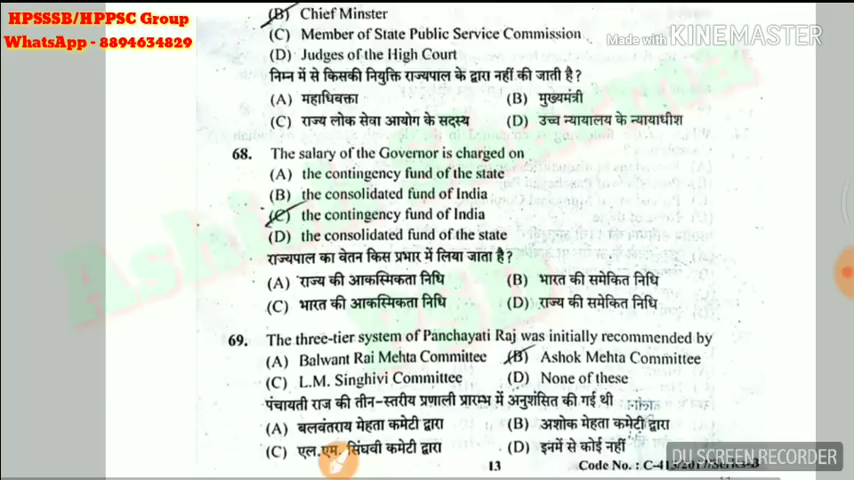 HPSSSB/HPPSC Group
WhatsApp - 8894634829
Made with KINEMASTER
(B) Chief Minster
(C) Member of State Public Service Commission
(D) Judges of the High Court
निम्न में से किसकी नियुक्ति राज्यपाल के द्वारा नहीं की जाती है?
(A) महाधिवक्ता (B) मुख्यमंत्री
(C) राज्य लोक सेवा आयोग के सदस्य (D) उच्च न्यायालय के न्यायाधीश
68. The salary of the Governor is charged on
(A) the contingency fund of the state
(B) the consolidated fund of India
(C) the contingency fund of India
(D) the consolidated fund of the state
राज्यपाल का वेतन किस प्रभार में लिया जाता है?
(A) राज्य की आकस्मिकता निधि (B) भारत की समेकित निधि
(C) भारत की आकस्मिकता निधि (D) राज्य की समेकित निधि
69. The three-tier system of Panchayati Raj was initially recommended by
(A) Balwant Rai Mehta Committee (B) Ashok Mehta Committee
(C) L.M. Singhivi Committee (D) None of these
पंचायती राज की तीन-स्तरीय प्रणाली प्रारम्भ में अनुशंसित की गई थी
(A) बलवंतराय मेहता कमेटी द्वारा (B) अशोक मेहता कमेटी द्वारा
(C) एल.एम. सिंघवी कमेटी द्वारा (D) इनमें से कोई नहीं
13 Code No. : C-413/2017/Series-B
DU SCREEN RECORDER